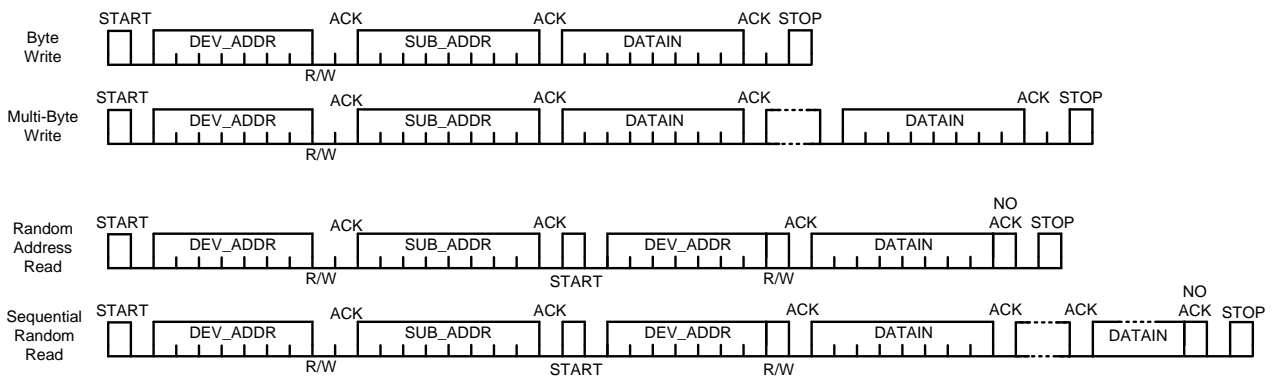 START ACK ACK ACK STOP
Byte
Write
DEV_ADDR SUB_ADDR DATAIN
R/W
START ACK ACK ACK ACK STOP
Multi-Byte
Write
DEV_ADDR SUB_ADDR DATAIN DATAIN
R/W
NO
START ACK ACK ACK ACK STOP
Random
Address
Read
DEV_ADDR SUB_ADDR DEV_ADDR DATAIN
R/W START R/W
NO
START ACK ACK ACK ACK ACK ACK STOP
Sequential
Random
Read
DEV_ADDR SUB_ADDR DEV_ADDR DATAIN DATAIN
R/W START R/W